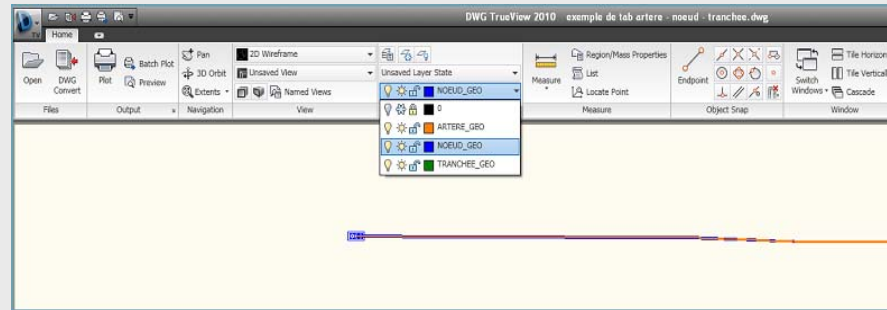 DWG TrueView 2010 exemple de tab artere - noeud - tranchee.dwg
TV
Home
Open
DWG Convert
Plot
Batch Plot
Preview
Pan
3D Orbit
Extents
2D Wireframe
Unsaved View
Named Views
Unsaved Layer State
NOEUD_GEO
0
ARTERE_GEO
NOEUD_GEO
TRANCHEE_GEO
Measure
Region/Mass Properties
List
Locate Point
Endpoint
Switch Windows
Tile Horizon
Tile Vertical
Cascade
Files
Output
Navigation
View
Measure
Object Snap
Window